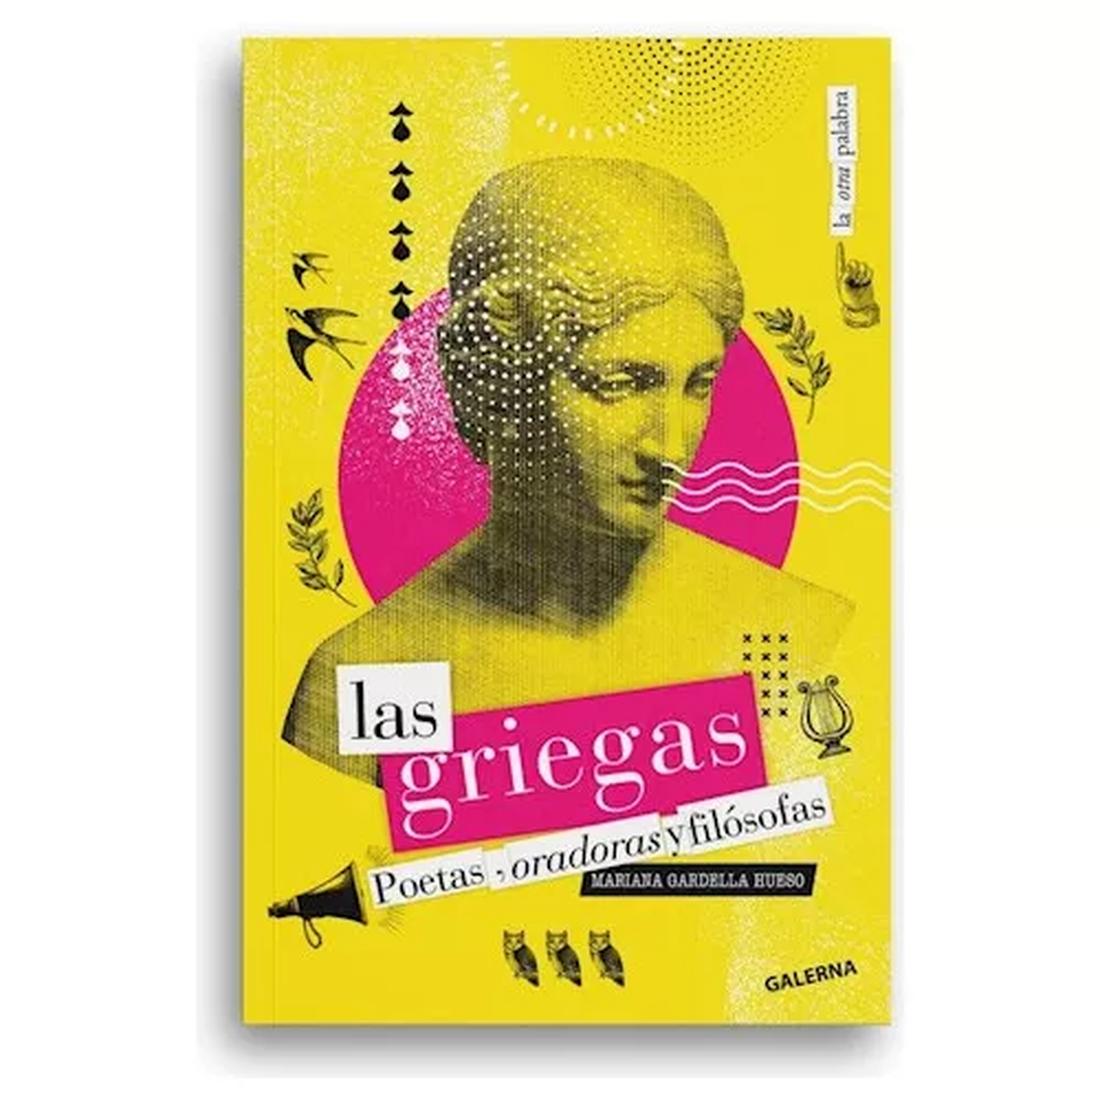 la otra palabra
las
griegas
Poetas, oradoras y filósofas
MARIANA GARDELLA HUESO
GALERNA